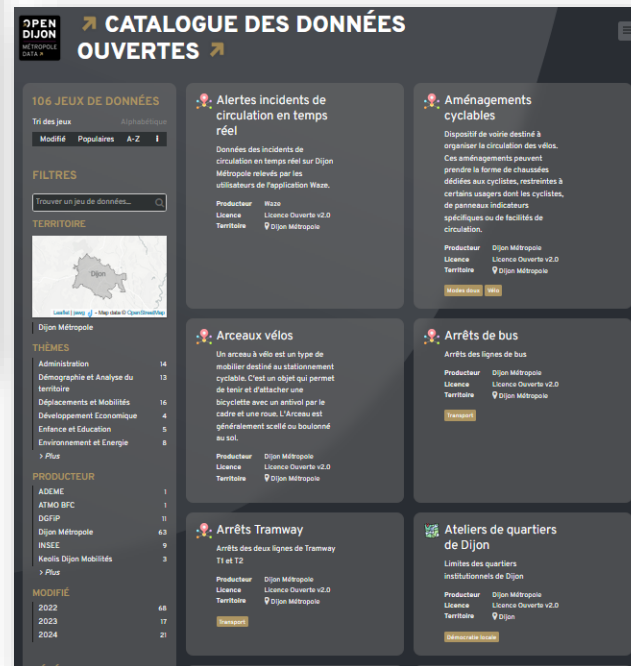 OPEN
DIJON
MÉTROPOLE
DATA
CATALOGUE DES DONNÉES
OUVERTES
106 JEUX DE DONNÉES
Tri des jeux Alphabétique
Modifié Populaires A-Z
FILTRES
Trouver un jeu de données...
TERRITOIRE
Dijon
Leaflet | jawg - Map data © OpenStreetMap
Dijon Métropole
THÈMES
Administration 14
Démographie et Analyse du 13
territoire
Déplacements et Mobilités 16
Développement Economique 4
Enfance et Education 5
Environnement et Energie 8
> Plus
PRODUCTEUR
ADEME 1
ATMO BFC 1
DGFiP 11
Dijon Métropole 63
INSEE 9
Keolis Dijon Mobilités 3
> Plus
MODIFIÉ
2022 68
2023 17
2024 21
Alertes incidents de
circulation en temps
réel
Données des incidents de
circulation en temps réel sur Dijon
Métropole relevés par les
utilisateurs de l'application Waze.
Producteur Waze
Licence Licence Ouverte v2.0
Territoire Dijon Métropole
Aménagements
cyclables
Dispositif de voirie destiné à
organiser la circulation des vélos.
Ces aménagements peuvent
prendre la forme de chaussées
dédiées aux cyclistes, restreintes à
certains usagers dont les cyclistes,
de panneaux indicateurs
spécifiques ou de facilités de
circulation.
Producteur Dijon Métropole
Licence Licence Ouverte v2.0
Territoire Dijon Métropole
Modes doux Vélo
Arceaux vélos
Un arceau à vélo est un type de
mobilier destiné au stationnement
cyclable. C'est un objet qui permet
de tenir et d'attacher une
bicyclette avec un antivol par le
cadre et une roue. L'Arceau est
généralement scellé ou boulonné
au sol.
Producteur Dijon Métropole
Licence Licence Ouverte v2.0
Territoire Dijon Métropole
Arrêts de bus
Arrêts des lignes de bus
Producteur Dijon Métropole
Licence Licence Ouverte v2.0
Territoire Dijon Métropole
Transport
Arrêts Tramway
Arrêts des deux lignes de Tramway
T1 et T2
Producteur Dijon Métropole
Licence Licence Ouverte v2.0
Territoire Dijon Métropole
Transport
Ateliers de quartiers
de Dijon
Limites des quartiers
institutionnels de Dijon
Producteur Dijon Métropole
Licence Licence Ouverte v2.0
Territoire Dijon
Démocratie locale